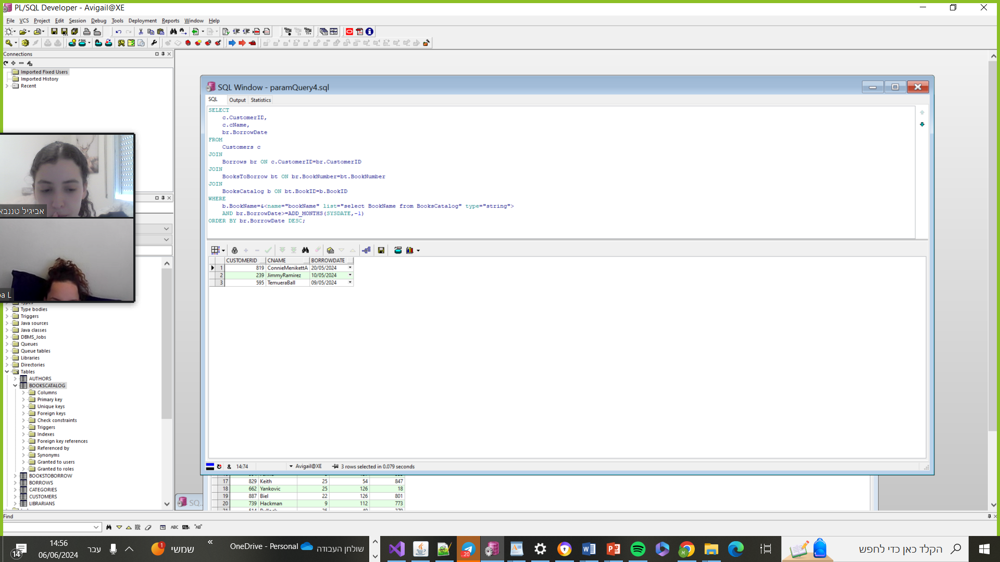 PL/SQL Developer - Avigail@XE
File VCS Project Edit Session Debug Tools Deployment Reports Window Help
Connections
Imported Fixed Users
Imported History
Recent
אביגיל טננבא
SQL Window - paramQuery4.sql
SQL Output Statistics
SELECT
c.CustomerID,
c.cName,
br.BorrowDate
FROM
Customers c
JOIN
Borrows br ON c.CustomerID=br.CustomerID
JOIN
BooksToBorrow bt ON br.BookNumber=bt.BookNumber
JOIN
BooksCatalog b ON bt.BookID=b.BookID
WHERE
b.BookName=&<name="bookName" list="select BookName from BooksCatalog" type="string">
AND br.BorrowDate>=ADD_MONTHS(SYSDATE,-1)
ORDER BY br.BorrowDate DESC;
CUSTOMERID CNAME BORROWDATE
1 819 ConnieMenikettA 20/05/2024
2 239 JimmyRamirez 10/05/2024
3 595 TemueraBall 09/05/2024
& 14:74 Avigail@XE 3 rows selected in 0.079 seconds
17 829 Keith 25 54 847
18 662 Yankovic 25 126 18
19 887 Biel 22 126 801
20 739 Hackman 9 112 773
SQ..
Type bodies
Triggers
Java sources
Java classes
DBMS_Jobs
Queues
Queue tables
Libraries
Directories
Tables
AUTHORS
BOOKSCATALOG
Columns
Primary key
Unique keys
Foreign keys
Check constraints
Triggers
Indexes
Foreign key references
Referenced by
Synonyms
Granted to users
Granted to roles
BOOKSTOBORROW
BORROWS
CATEGORIES
CUSTOMERS
LIBRARIANS
Find
ABC "AB"
14
14:56
06/06/2024
עבר
1
שמשי
OneDrive - Personal
שולחן העבודה
..20
הקלד כאן כדי לחפש